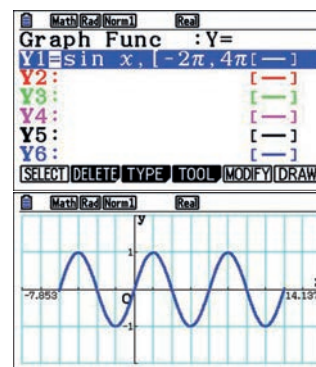 Math Rad Norm1 Real
Graph Func :Y=
Y1=sin x,[-2π,4π[—]
Y2: [—]
Y3: [—]
Y4: [—]
Y5: [—]
Y6: [—]
SELECT DELETE TYPE TOOL MODIFY DRAW
Math Rad Norm1 Real
y
1
-7.853 O 14.137
-1